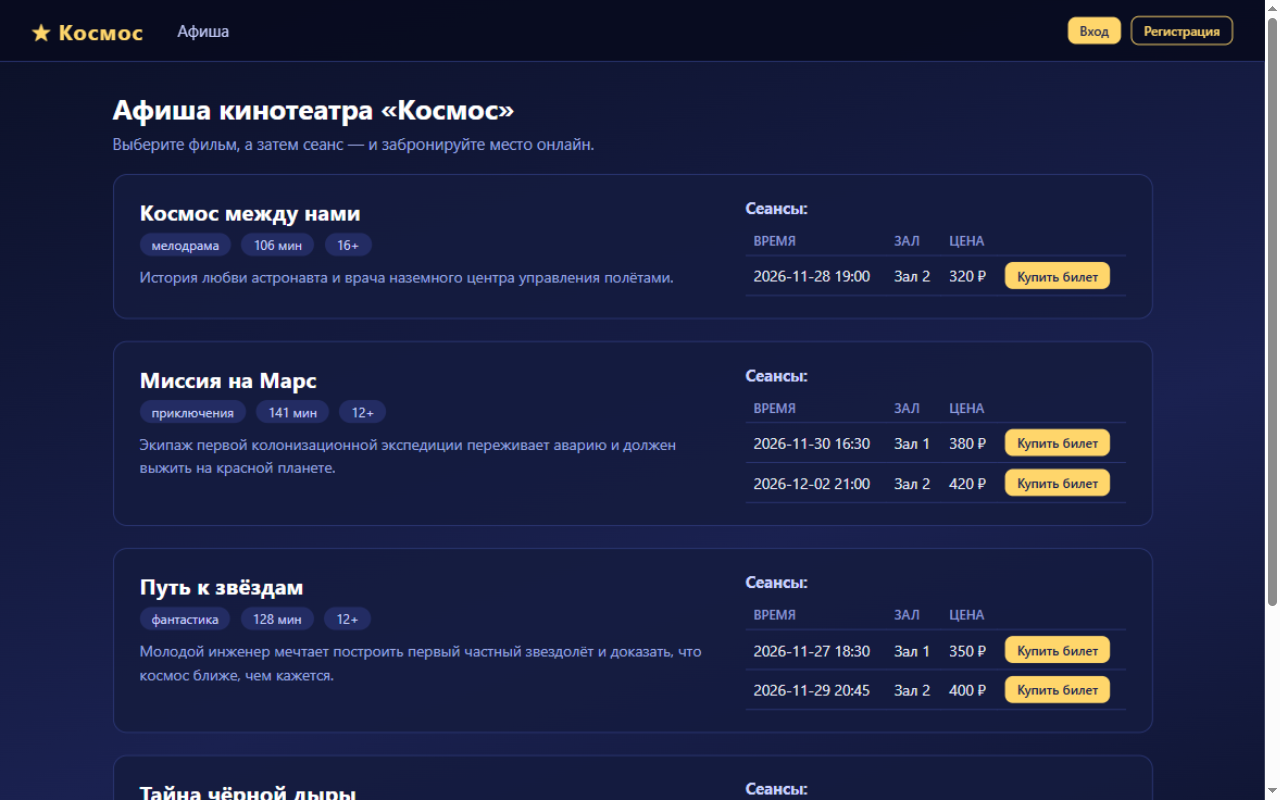 ★ Космос Афиша Вход Регистрация
Афиша кинотеатра «Космос»
Выберите фильм, а затем сеанс — и забронируйте место онлайн.
Космос между нами
мелодрама 106 мин 16+
История любви астронавта и врача наземного центра управления полётами.
Сеансы:
ВРЕМЯ ЗАЛ ЦЕНА
2026-11-28 19:00 Зал 2 320 ₽ Купить билет
Миссия на Марс
приключения 141 мин 12+
Экипаж первой колонизационной экспедиции переживает аварию и должен
выжить на красной планете.
Сеансы:
ВРЕМЯ ЗАЛ ЦЕНА
2026-11-30 16:30 Зал 1 380 ₽ Купить билет
2026-12-02 21:00 Зал 2 420 ₽ Купить билет
Путь к звёздам
фантастика 128 мин 12+
Молодой инженер мечтает построить первый частный звездолёт и доказать, что
космос ближе, чем кажется.
Сеансы:
ВРЕМЯ ЗАЛ ЦЕНА
2026-11-27 18:30 Зал 1 350 ₽ Купить билет
2026-11-29 20:45 Зал 2 400 ₽ Купить билет
Тайна чёрной дыры
Сеансы: